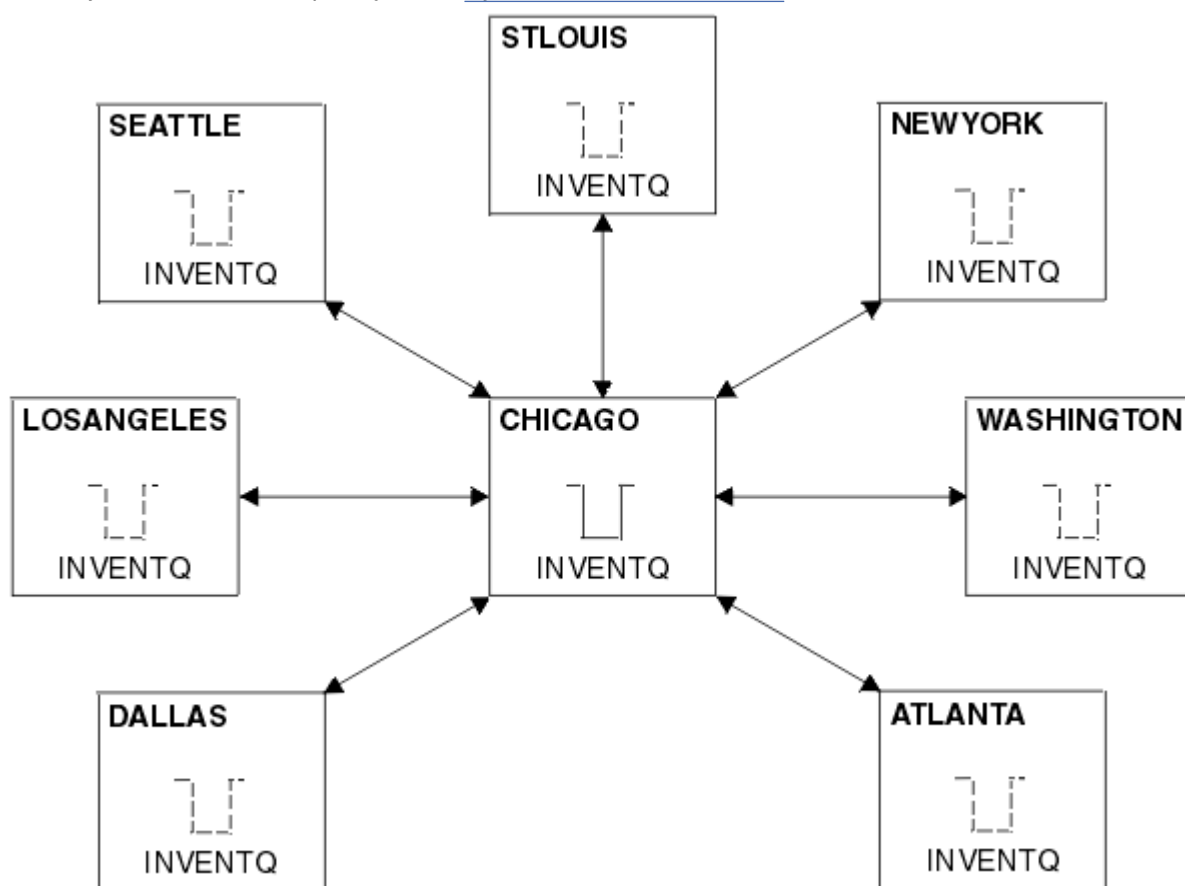 STLOUIS
INVENTQ
SEATTLE
INVENTQ
NEWYORK
INVENTQ
LOSANGELES
INVENTQ
CHICAGO
INVENTQ
WASHINGTON
INVENTQ
DALLAS
INVENTQ
ATLANTA
INVENTQ